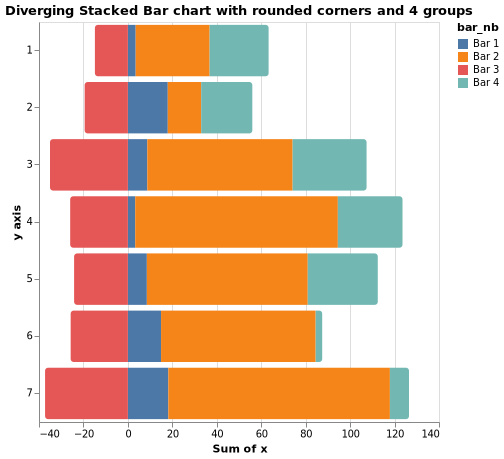 Diverging Stacked Bar chart with rounded corners and 4 groups
bar_nb
Bar 1
Bar 2
Bar 3
Bar 4
y axis
1
2
3
4
5
6
7
−40 −20 0 20 40 60 80 100 120 140
Sum of x